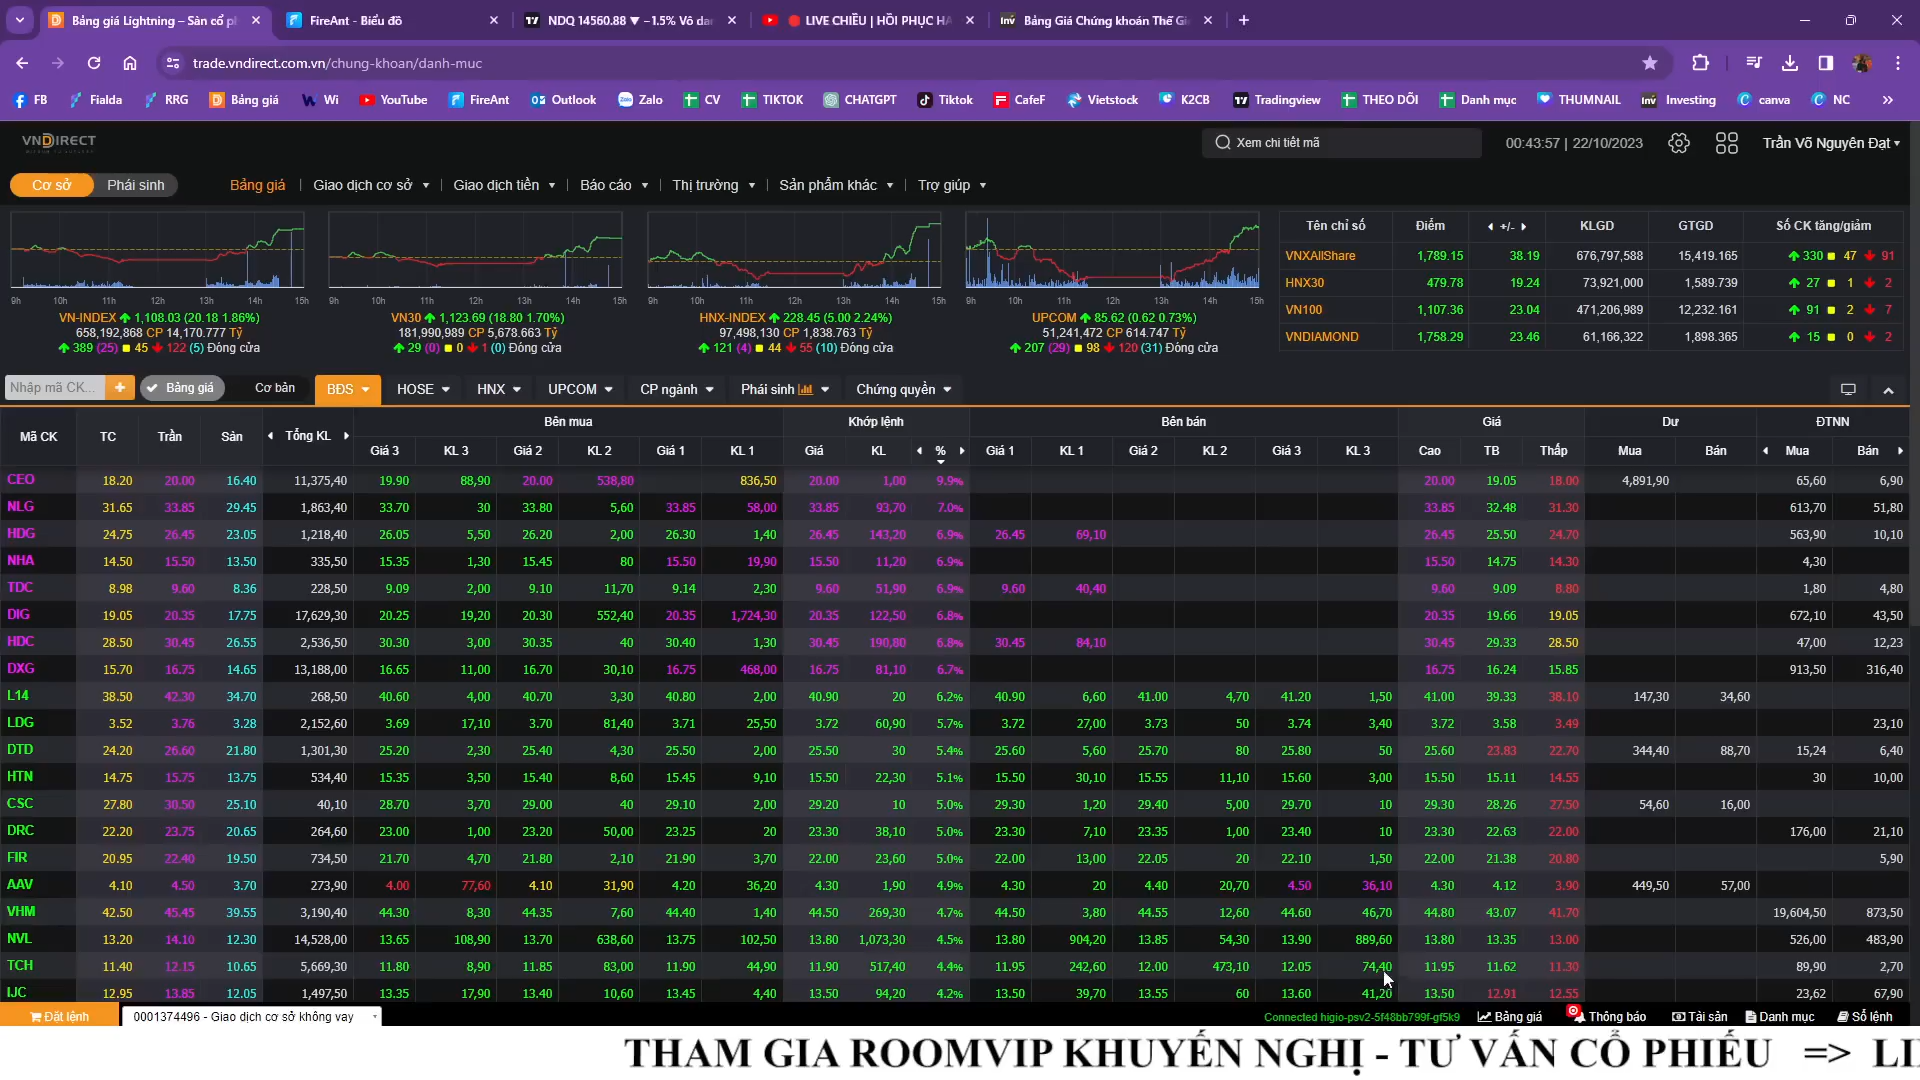 Bảng giá Lightning – Sàn cổ ph
FireAnt - Biểu đồ
NDQ 14560.88 ▼ −1.5% Vô da
LIVE CHIỀU | HỒI PHỤC HA
Bảng Giá Chứng khoán Thế Gi
trade.vndirect.com.vn/chung-khoan/danh-muc
FB Fialda RRG Bảng giá Wi YouTube FireAnt Outlook Zalo CV TIKTOK CHATGPT Tiktok CafeF Vietstock K2CB Tradingview THEO DÕI Danh mục THUMNAIL Investing canva NC »
VNDIRECT
Xem chi tiết mã
00:43:57 | 22/10/2023
Trần Võ Nguyên Đạt
Cơ sở Phái sinh Bảng giá | Giao dịch cơ sở | Giao dịch tiền | Báo cáo | Thị trường | Sản phẩm khác | Trợ giúp
9h 10h 11h 12h 13h 14h 15h
VN-INDEX 1,108.03 (20.18 1.86%)
658,192,868 CP 14,170.777 Tỷ
389 (25) 45 122 (5) Đóng cửa
9h 10h 11h 12h 13h 14h 15h
VN30 1,123.69 (18.80 1.70%)
181,990,989 CP 5,678.663 Tỷ
29 (0) 0 1 (0) Đóng cửa
9h 10h 11h 12h 13h 14h 15h
HNX-INDEX 228.45 (5.00 2.24%)
97,498,130 CP 1,838.763 Tỷ
121 (4) 44 55 (10) Đóng cửa
9h 10h 11h 12h 13h 14h 15h
UPCOM 85.62 (0.62 0.73%)
51,241,472 CP 614.747 Tỷ
207 (29) 98 120 (31) Đóng cửa
Tên chỉ số Điểm +/- KLGD GTGD Số CK tăng/giảm
VNXAllShare 1,789.15 38.19 676,797,588 15,419.165 330 47 91
HNX30 479.78 19.24 73,921,000 1,589.739 27 1 2
VN100 1,107.36 23.04 471,206,989 12,232.161 91 2 7
VNDIAMOND 1,758.29 23.46 61,166,322 1,898.365 15 0 2
Nhập mã CK... + Bảng giá Cơ bản BĐS HOSE HNX UPCOM CP ngành Phái sinh Chứng quyền
Mã CK TC Trần Sàn Tổng KL Bên mua Khớp lệnh Bên bán Giá Dư ĐTNN
Giá 3 KL 3 Giá 2 KL 2 Giá 1 KL 1 Giá KL % Giá 1 KL 1 Giá 2 KL 2 Giá 3 KL 3 Cao TB Thấp Mua Bán Mua Bán
CEO 18.20 20.00 16.40 11,375,40 19.90 88,90 20.00 538,80 836,50 20.00 1,00 9.9% 20.00 19.05 18.00 4,891,90 65,60 6,90
NLG 31.65 33.85 29.45 1,863,40 33.70 30 33.80 5,60 33.85 58,00 33.85 93,70 7.0% 33.85 32.48 31.30 613,70 51,80
HDG 24.75 26.45 23.05 1,218,40 26.05 5,50 26.20 2,00 26.30 1,40 26.45 143,20 6.9% 26.45 69,10 26.45 25.50 24.70 563,90 10,10
NHA 14.50 15.50 13.50 335,50 15.35 1,30 15.45 80 15.50 19,90 15.50 11,20 6.9% 15.50 14.75 14.30 4,30
TDC 8.98 9.60 8.36 228,50 9.09 2,00 9.10 11,70 9.14 2,30 9.60 51,90 6.9% 9.60 40,40 9.60 9.09 8.80 1,80 4,80
DIG 19.05 20.35 17.75 17,629,30 20.25 19,20 20.30 552,40 20.35 1,724,30 20.35 122,50 6.8% 20.35 19.66 19.05 672,10 43,50
HDC 28.50 30.45 26.55 2,536,50 30.30 3,00 30.35 40 30.40 1,30 30.45 190,80 6.8% 30.45 84,10 30.45 29.33 28.50 47,00 12,23
DXG 15.70 16.75 14.65 13,188,00 16.65 11,00 16.70 30,10 16.75 468,00 16.75 81,10 6.7% 16.75 16.24 15.85 913,50 316,40
L14 38.50 42.30 34.70 268,50 40.60 4,00 40.70 3,30 40.80 2,00 40.90 20 6.2% 40.90 6,60 41.00 4,70 41.20 1,50 41.00 39.33 38.10 147,30 34,60
LDG 3.52 3.76 3.28 2,152,60 3.69 17,10 3.70 81,40 3.71 25,50 3.72 60,90 5.7% 3.72 27,00 3.73 50 3.74 3,40 3.72 3.58 3.49 23,10
DTD 24.20 26.60 21.80 1,301,30 25.20 2,30 25.40 4,30 25.50 2,00 25.50 30 5.4% 25.60 5,60 25.70 80 25.80 50 25.60 23.83 22.70 344,40 88,70 15,24 6,40
HTN 14.75 15.75 13.75 534,40 15.35 3,50 15.40 8,60 15.45 9,10 15.50 22,30 5.1% 15.50 30,10 15.55 11,10 15.60 3,00 15.50 15.11 14.55 30 10,00
CSC 27.80 30.50 25.10 40,10 28.70 3,70 29.00 40 29.10 2,00 29.20 10 5.0% 29.30 1,20 29.40 5,00 29.70 10 29.30 28.26 27.50 54,60 16,00
DRC 22.20 23.75 20.65 264,60 23.00 1,00 23.20 50,00 23.25 20 23.30 38,10 5.0% 23.30 7,10 23.35 1,00 23.40 10 23.30 22.63 22.00 176,00 21,10
FIR 20.95 22.40 19.50 734,50 21.70 4,70 21.80 2,10 21.90 3,70 22.00 23,60 5.0% 22.00 13,00 22.05 20 22.10 1,50 22.00 21.38 20.80 5,90
AAV 4.10 4.50 3.70 273,90 4.00 77,60 4.10 31,90 4.20 36,20 4.30 1,90 4.9% 4.30 20 4.40 20,70 4.50 36,10 4.30 4.12 3.90 449,50 57,00
VHM 42.50 45.45 39.55 3,190,40 44.30 8,30 44.35 7,60 44.40 1,40 44.50 269,30 4.7% 44.50 3,80 44.55 12,60 44.60 46,70 44.80 43.07 41.70 19,604,50 873,50
NVL 13.20 14.10 12.30 14,528,00 13.65 108,90 13.70 638,60 13.75 102,50 13.80 1,073,30 4.5% 13.80 904,20 13.85 54,30 13.90 889,60 13.80 13.35 13.00 526,00 483,90
TCH 11.40 12.15 10.65 5,669,30 11.80 8,90 11.85 83,00 11.90 44,90 11.90 517,40 4.4% 11.95 242,60 12.00 473,10 12.05 74,40 11.95 11.62 11.30 89,90 2,70
IJC 12.95 13.85 12.05 1,497,50 13.35 17,90 13.40 10,60 13.45 4,40 13.50 94,20 4.2% 13.50 39,70 13.55 60 13.60 41,20 13.50 12.91 12.55 23,62 67,90
Đặt lệnh 0001374496 - Giao dịch cơ sở không vay Connected higio-psv2-5f48bb799f-gf5k9 Bảng giá Thông báo Tài sản Danh mục Sổ lệnh
THAM GIA ROOMVIP KHUYẾN NGHỊ - TƯ VẤN CỔ PHIẾU => LI